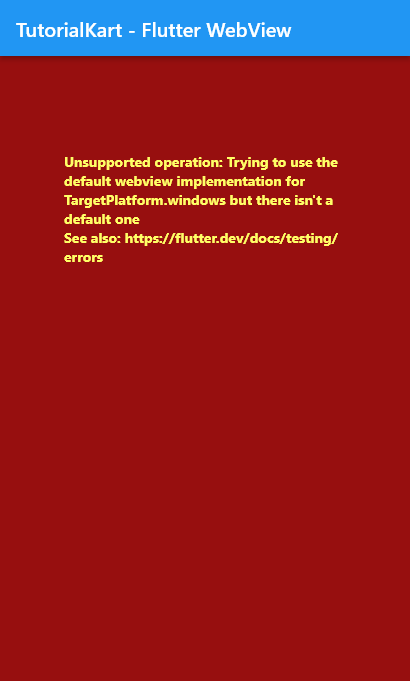 TutorialKart - Flutter WebView
Unsupported operation: Trying to use the
default webview implementation for
TargetPlatform.windows but there isn't a
default one
See also: https://flutter.dev/docs/testing/
errors